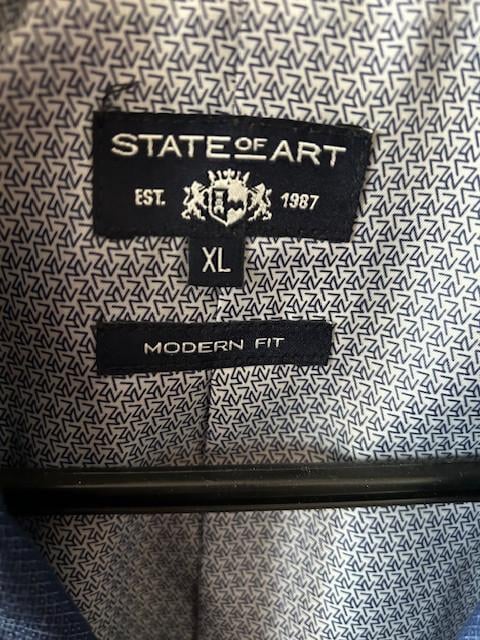 STATE OF ART
EST. 1987
XL
MODERN FIT